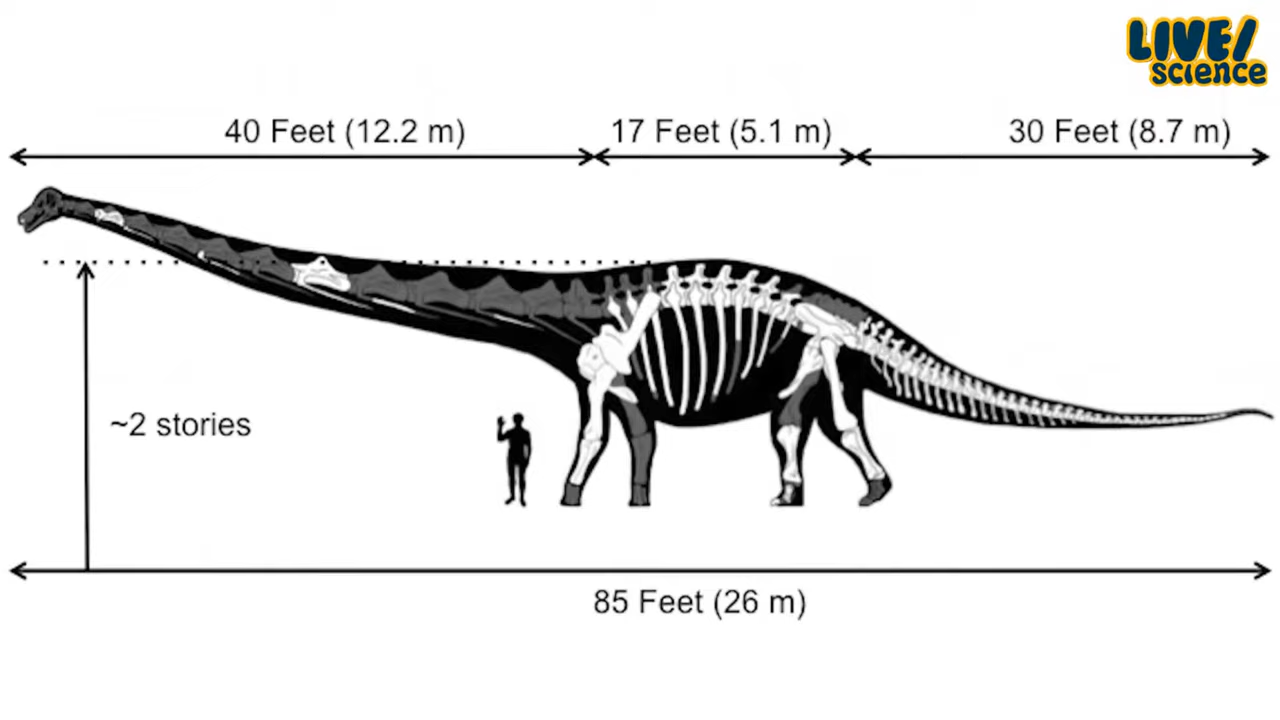 LIVE/
science
40 Feet (12.2 m)
17 Feet (5.1 m)
30 Feet (8.7 m)
~2 stories
85 Feet (26 m)